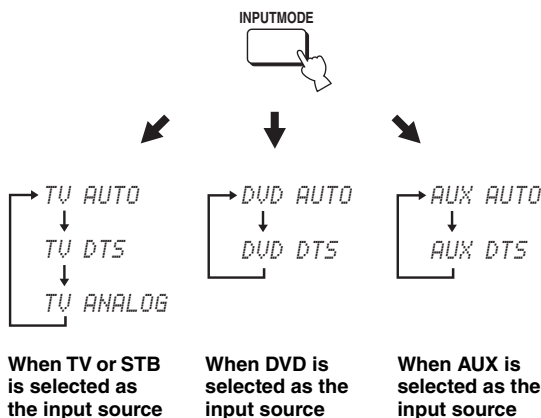 INPUTMODE
TV AUTO
TV DTS
TV ANALOG
DVD AUTO
DVD DTS
AUX AUTO
AUX DTS
When TV or STB
is selected as
the input source
When DVD is
selected as the
input source
When AUX is
selected as the
input source